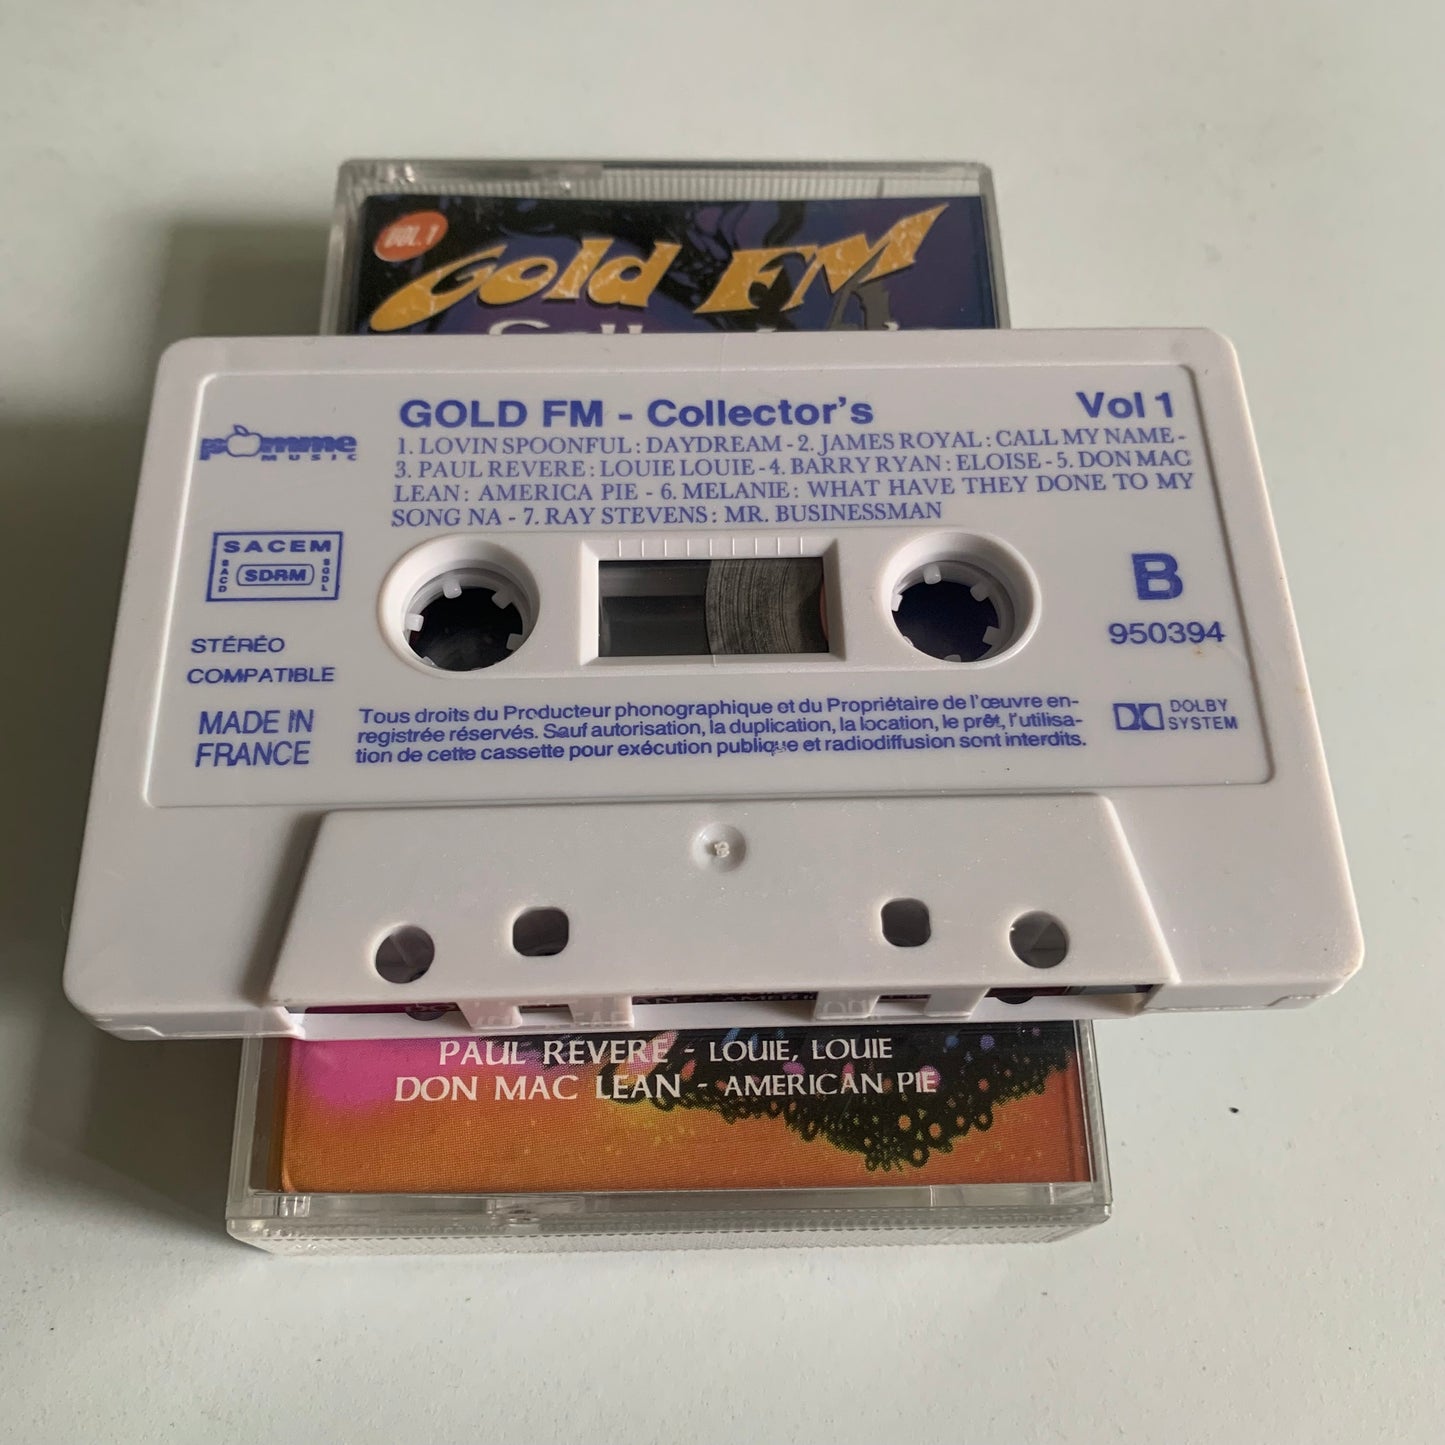 VOL.1
Gold FM
GOLD FM - Collector's
Vol 1
pomme
MUSIC
1. LOVIN SPOONFUL : DAYDREAM - 2. JAMES ROYAL : CALL MY NAME -
3. PAUL REVERE : LOUIE LOUIE - 4. BARRY RYAN : ELOISE - 5. DON MAC
LEAN : AMERICA PIE - 6. MELANIE : WHAT HAVE THEY DONE TO MY
SONG NA - 7. RAY STEVENS : MR. BUSINESSMAN
SACEM
SACD
SDRM
SGDL
B
950394
STÉRÉO
COMPATIBLE
MADE IN
FRANCE
Tous droits du Producteur phonographique et du Propriétaire de l'œuvre en-
registrée réservés. Sauf autorisation, la duplication, la location, le prêt, l'utilisa-
tion de cette cassette pour exécution publique et radiodiffusion sont interdits.
DOLBY
SYSTEM
PAUL REVERE - LOUIE, LOUIE
DON MAC LEAN - AMERICAN PIE